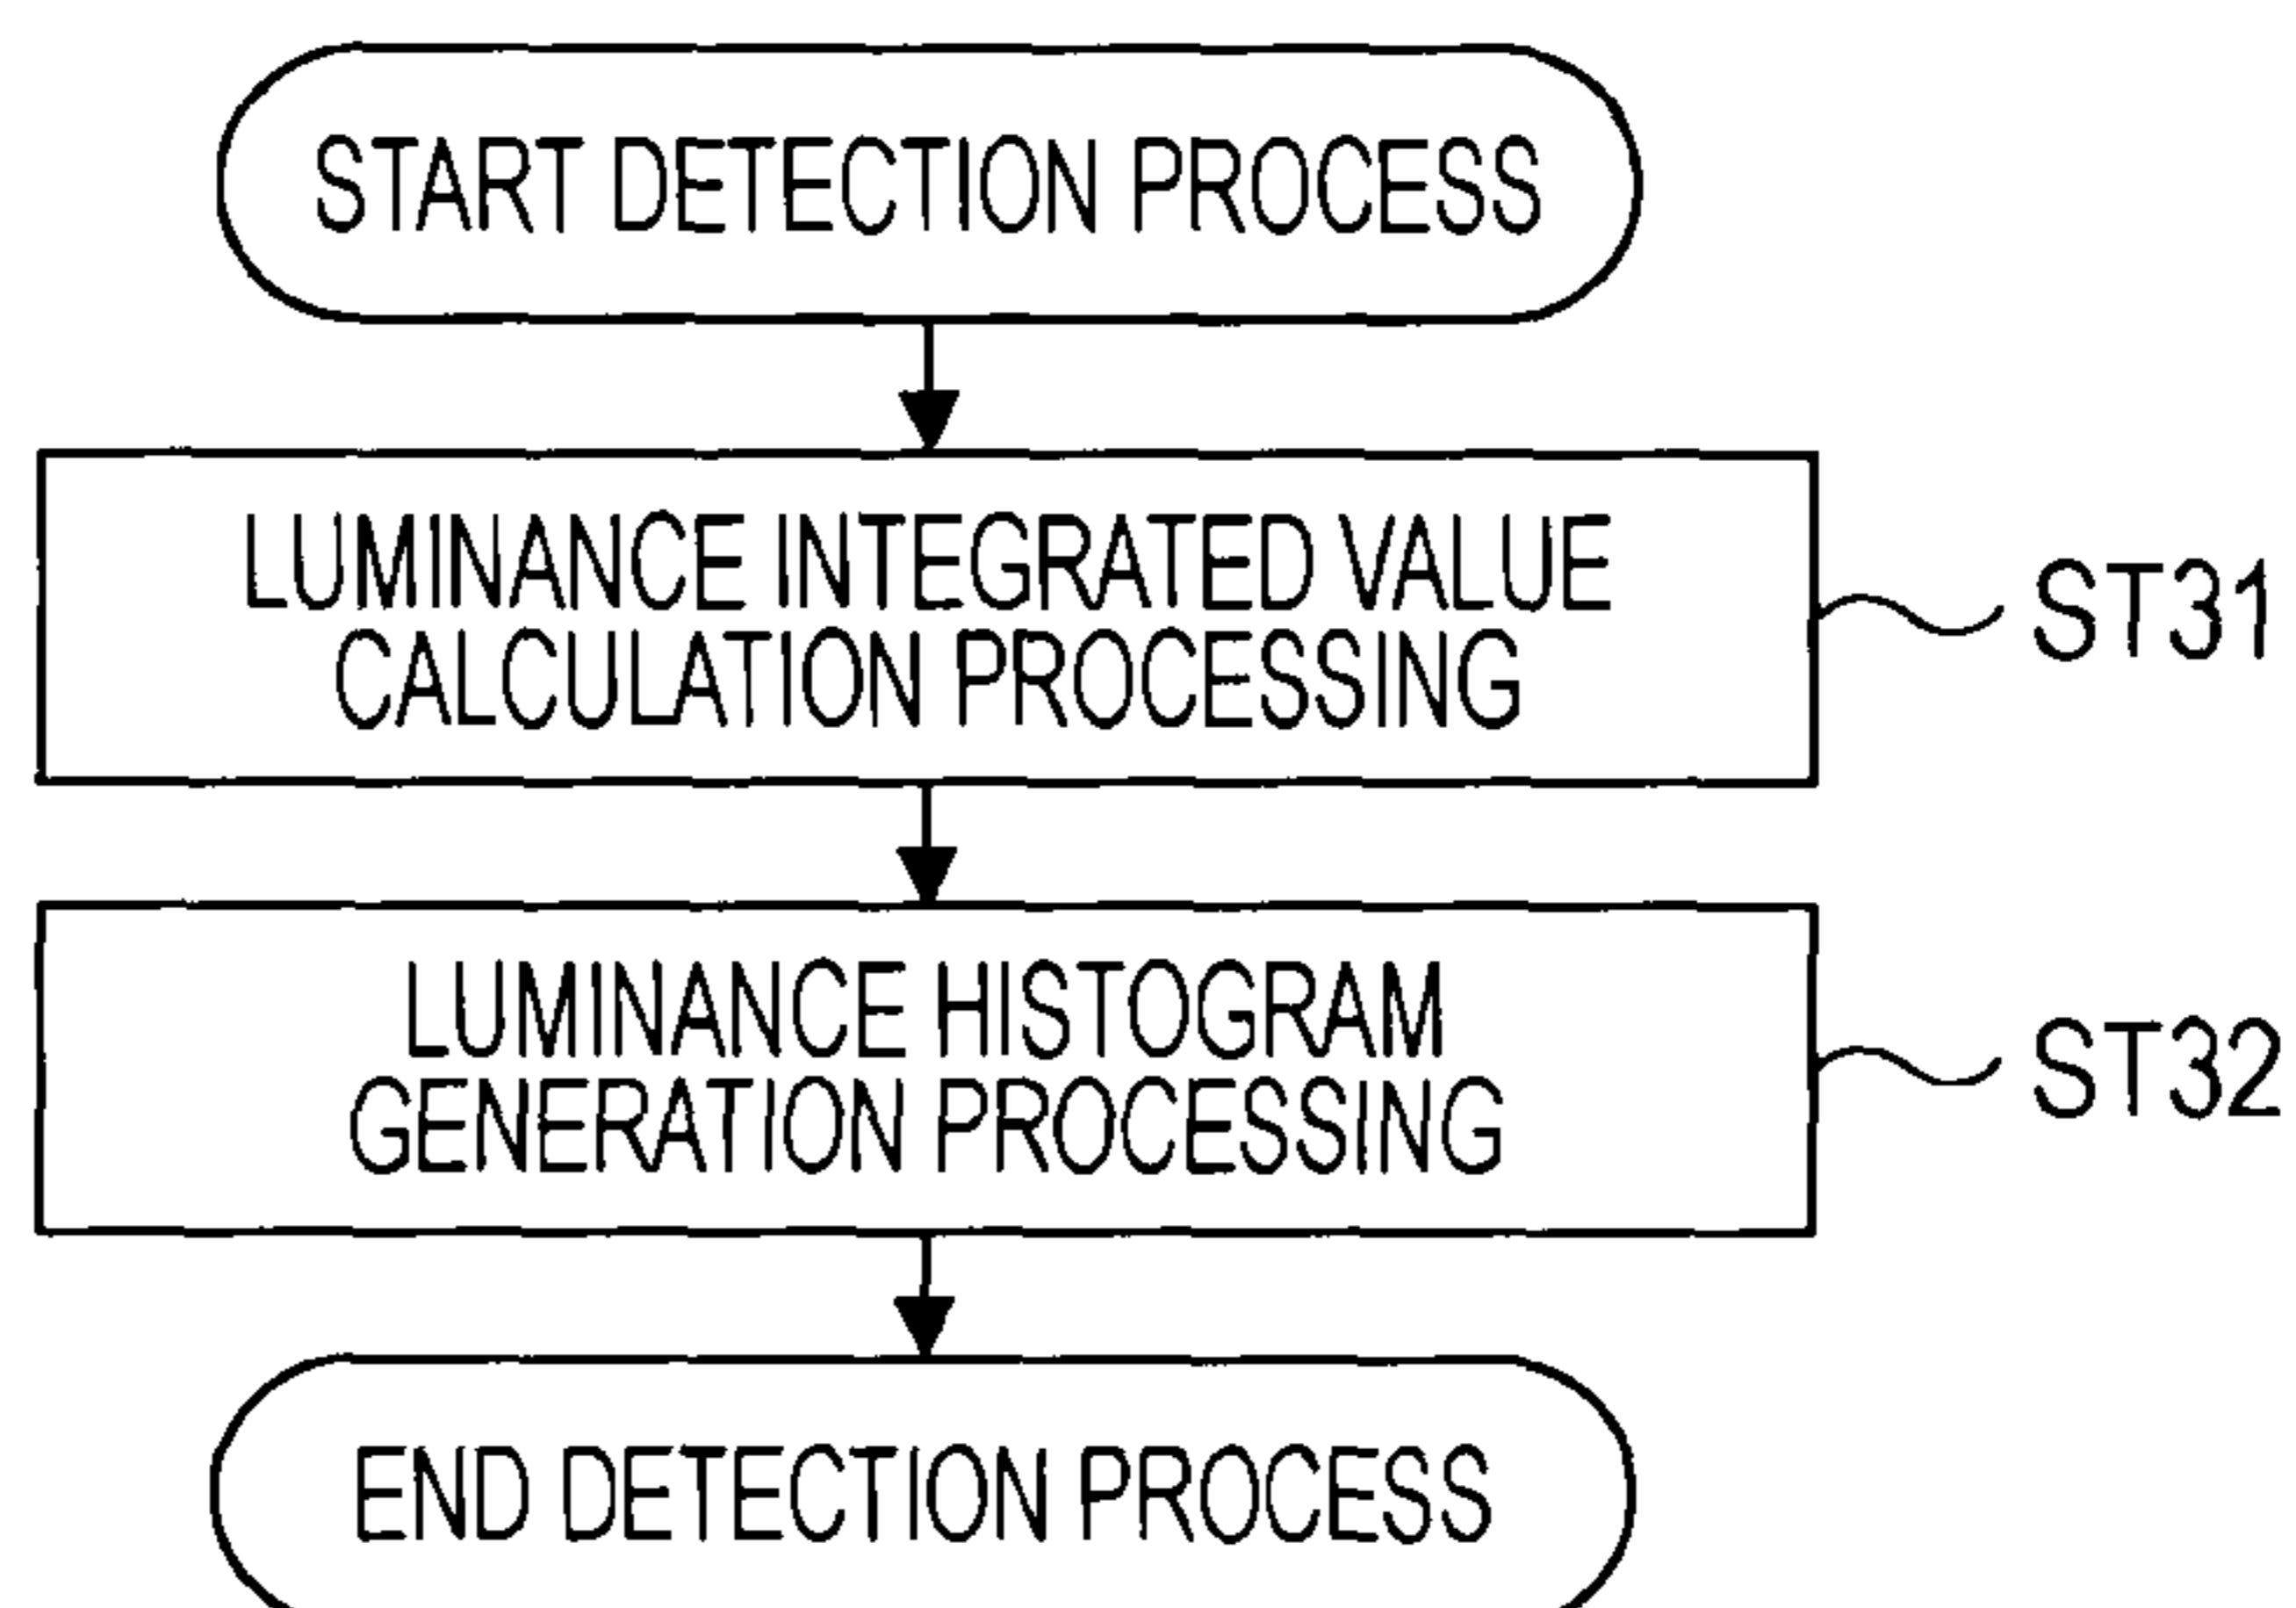 START DETECTION PROCESS
LUMINANCE INTEGRATED VALUE
CALCULATION PROCESSING
ST31
LUMINANCE HISTOGRAM
GENERATION PROCESSING
ST32
END DETECTION PROCESS